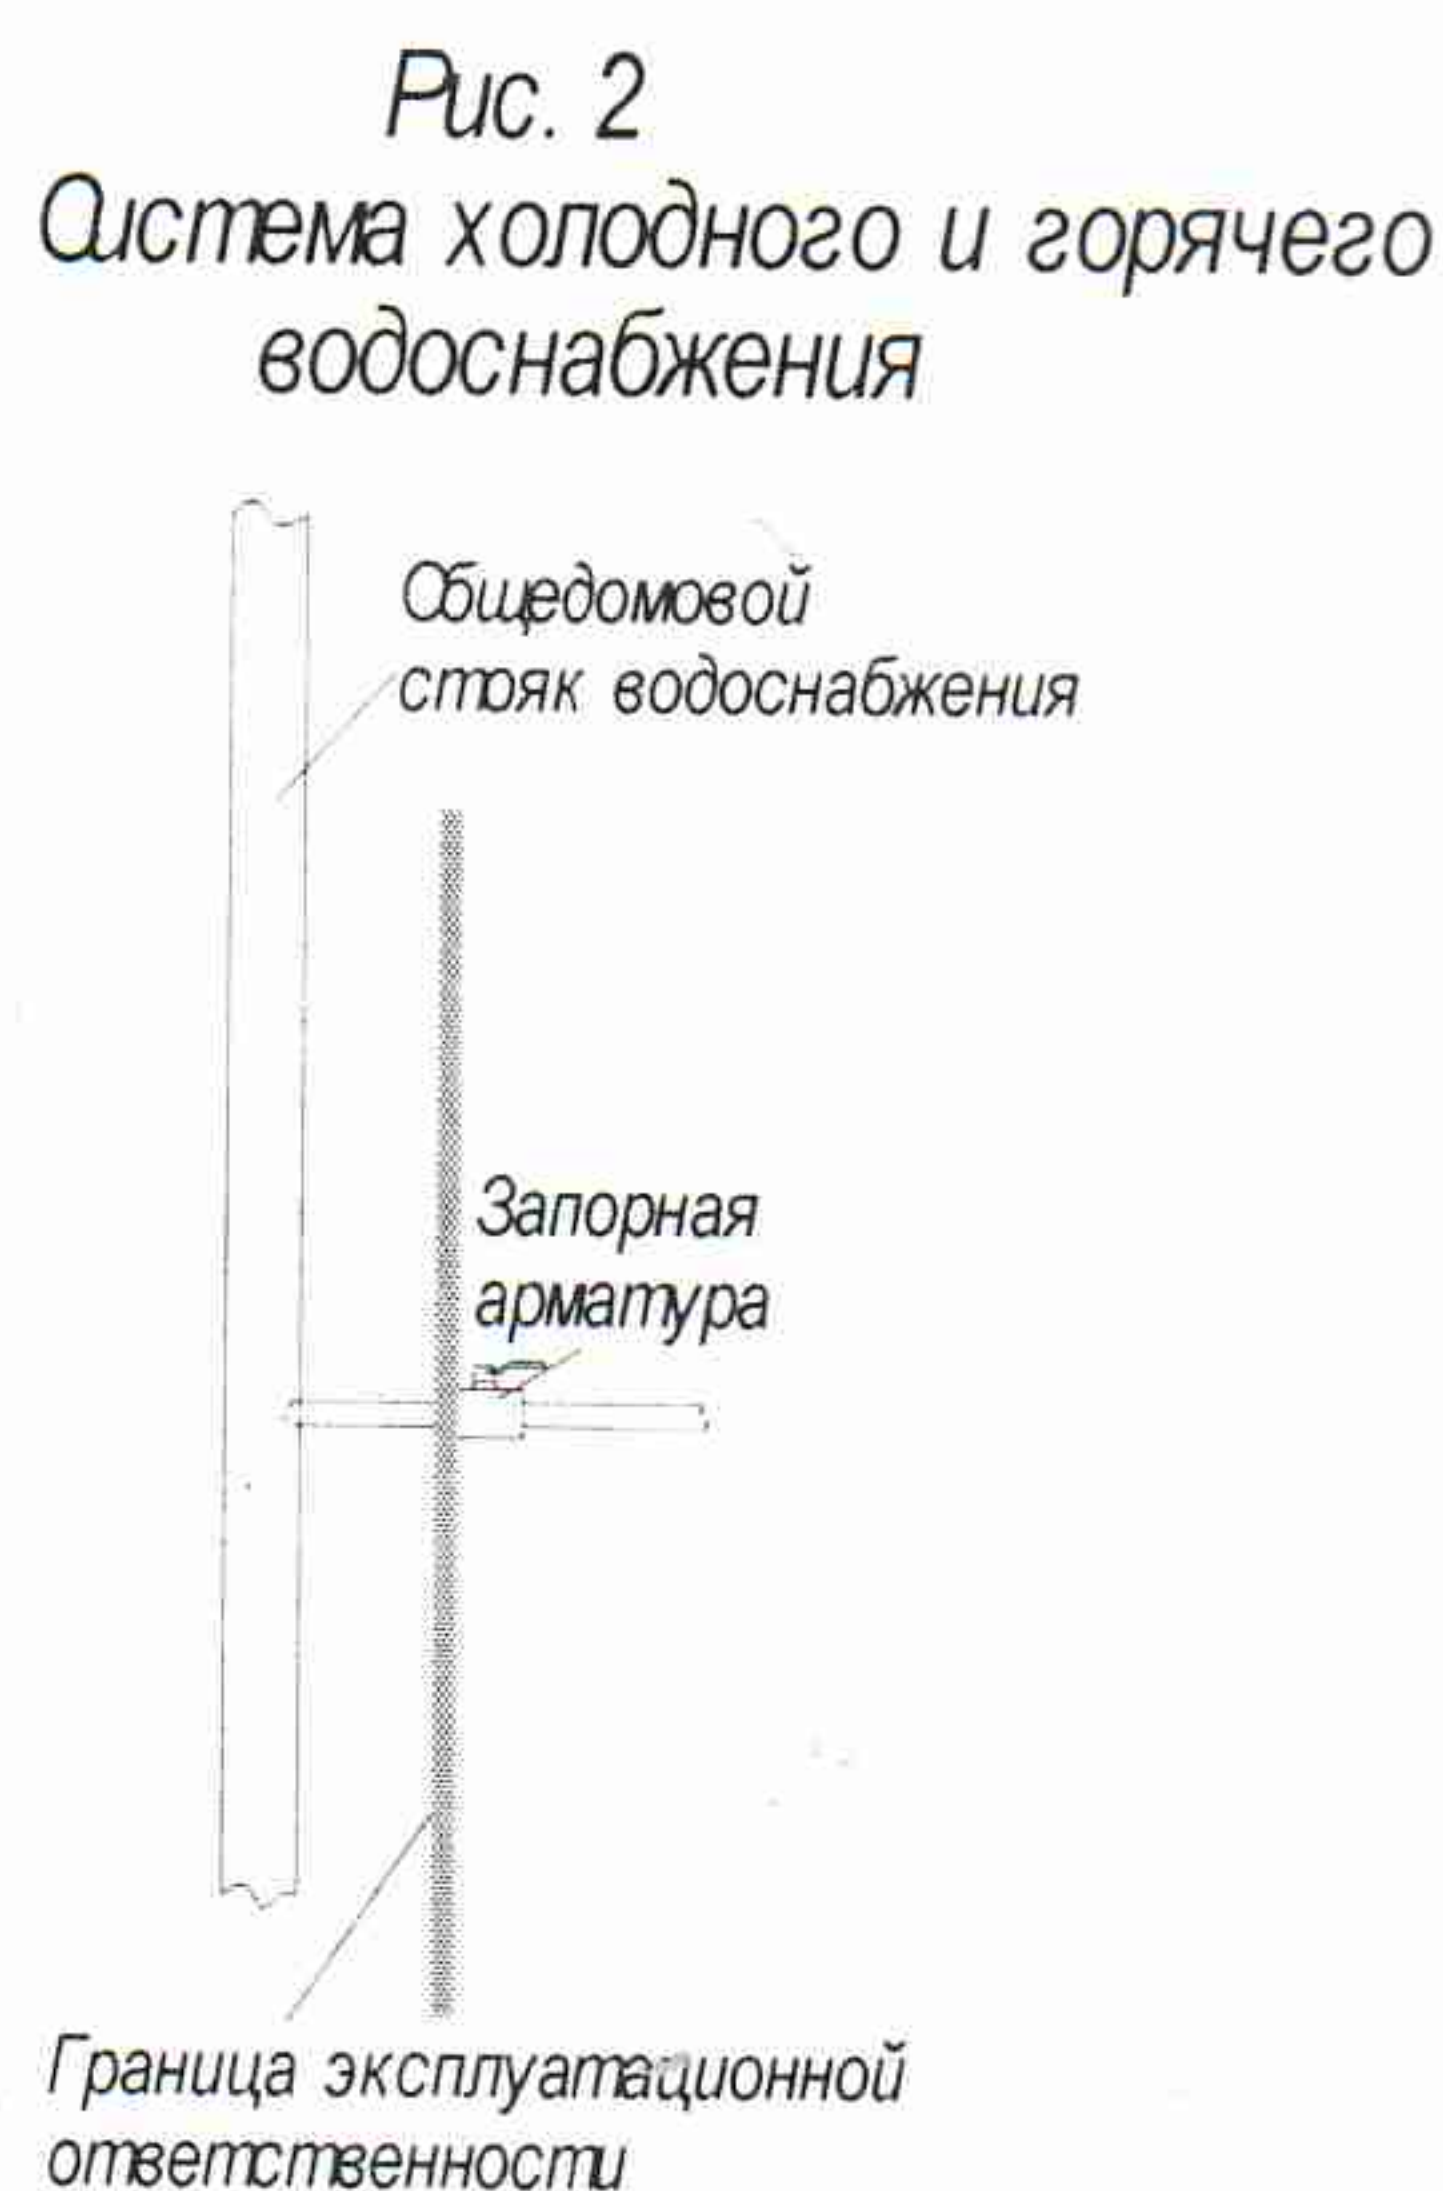 Рис. 2
Система холодного и горячего
водоснабжения
Общедомовой
стояк водоснабжения
Запорная
арматура
Граница эксплуатационной
ответственности